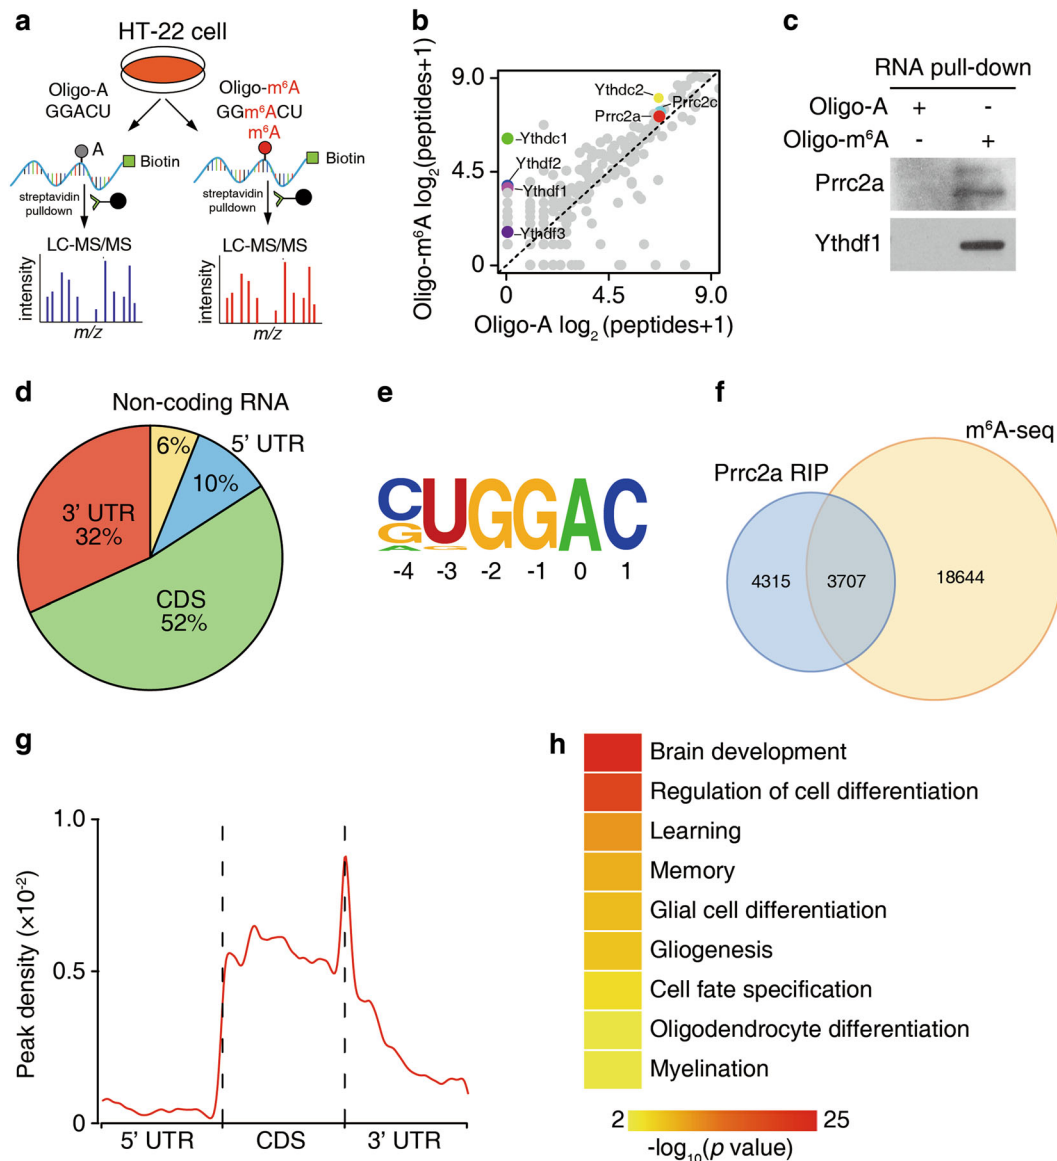 a
HT-22 cell
Oligo-A
GGACU
Oligo-m⁶A
GGm⁶ACU
m⁶A
A
Biotin
Biotin
streptavidin
pulldown
streptavidin
pulldown
LC-MS/MS
LC-MS/MS
intensity
m/z
intensity
m/z
b
Oligo-m⁶A log₂(peptides+1)
9.0
4.5
0
Ythdc2
Prrc2c
Prrc2a
Ythdc1
Ythdf2
Ythdf1
Ythdf3
0 4.5 9.0
Oligo-A log₂ (peptides+1)
c
RNA pull-down
Oligo-A + -
Oligo-m⁶A - +
Prrc2a
Ythdf1
d
Non-coding RNA
6%
5' UTR
10%
3' UTR
32%
CDS
52%
e
CUGGAC
G G
A
-4 -3 -2 -1 0 1
f
m⁶A-seq
Prrc2a RIP
4315 3707 18644
g
Peak density (×10⁻²)
1.0
0.5
0
5' UTR CDS 3' UTR
h
Brain development
Regulation of cell differentiation
Learning
Memory
Glial cell differentiation
Gliogenesis
Cell fate specification
Oligodendrocyte differentiation
Myelination
2 25
-log₁₀(p value)